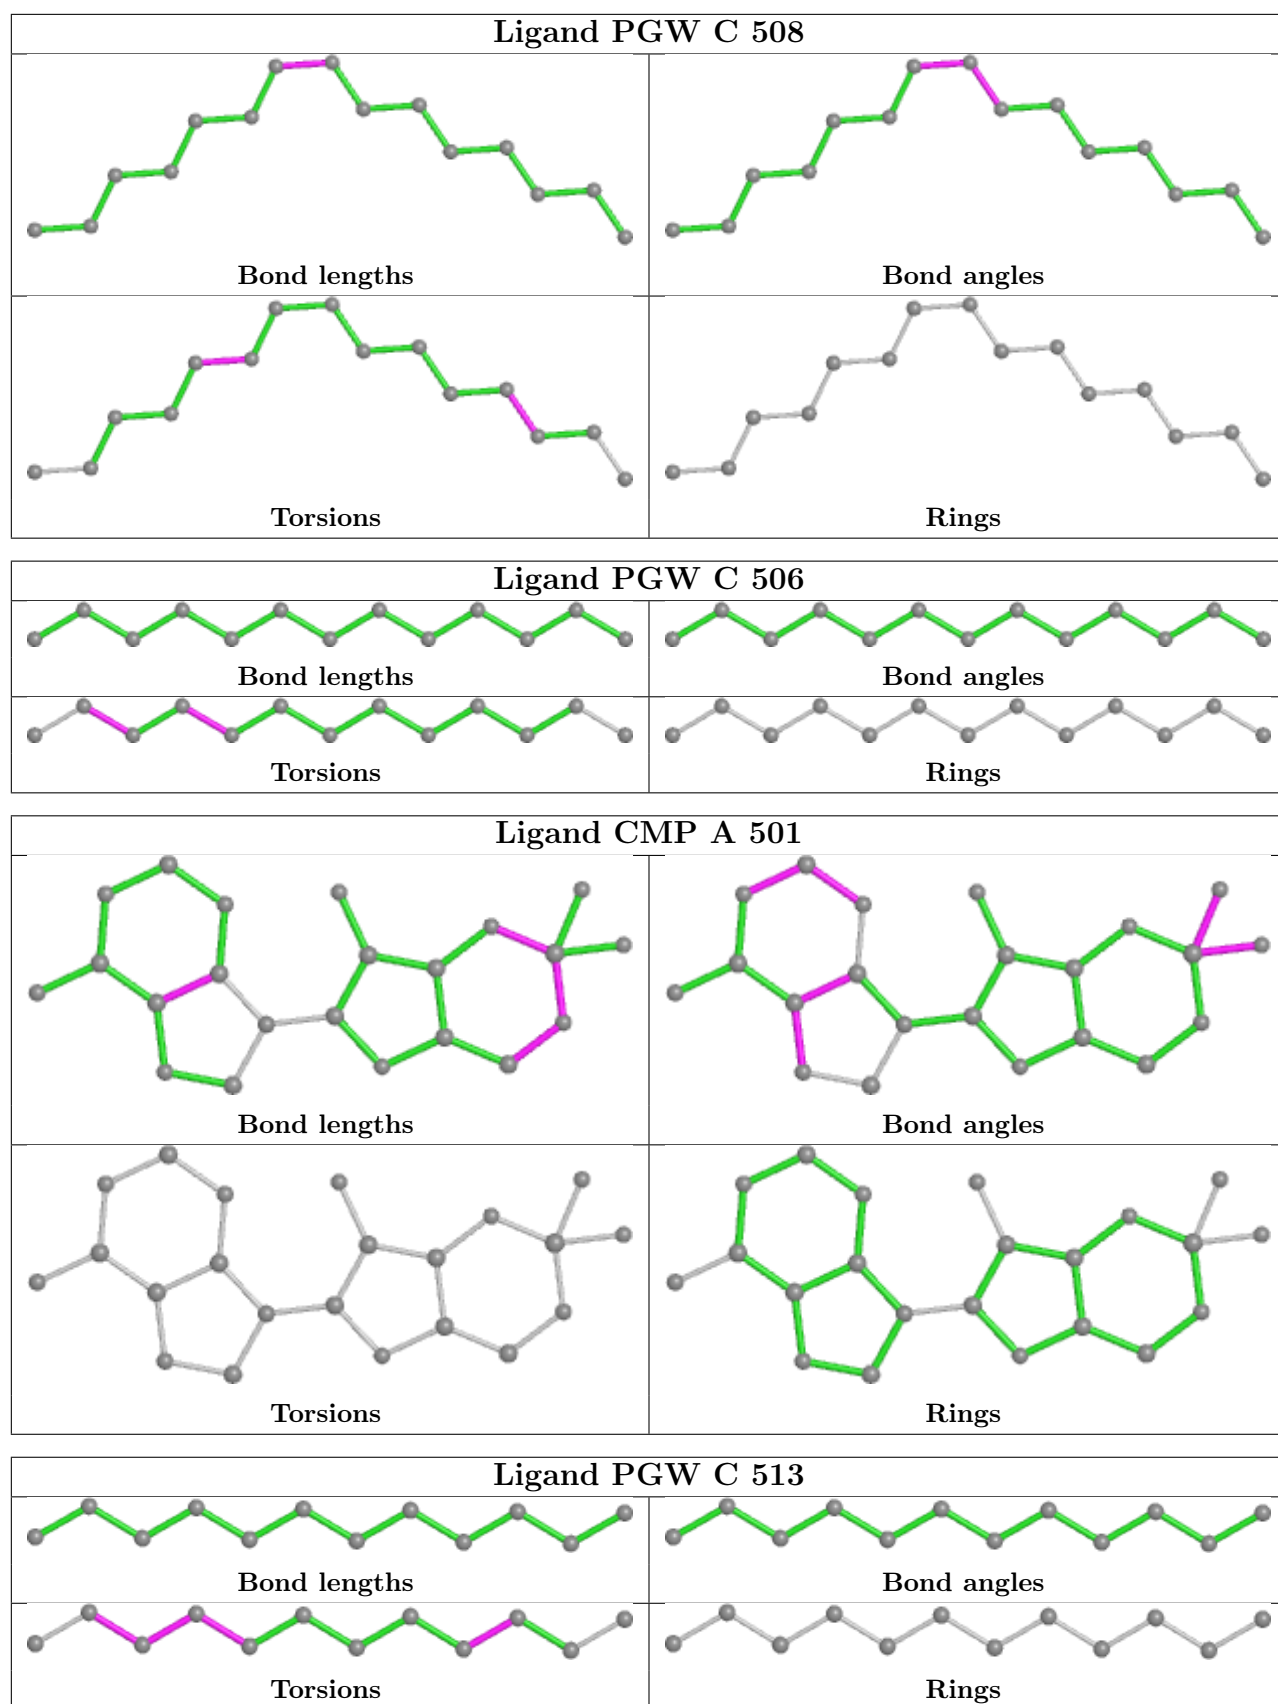 Ligand PGW C 508
Bond lengths
Bond angles
Torsions
Rings
Ligand PGW C 506
Bond lengths
Bond angles
Torsions
Rings
Ligand CMP A 501
Bond lengths
Bond angles
Torsions
Rings
Ligand PGW C 513
Bond lengths
Bond angles
Torsions
Rings